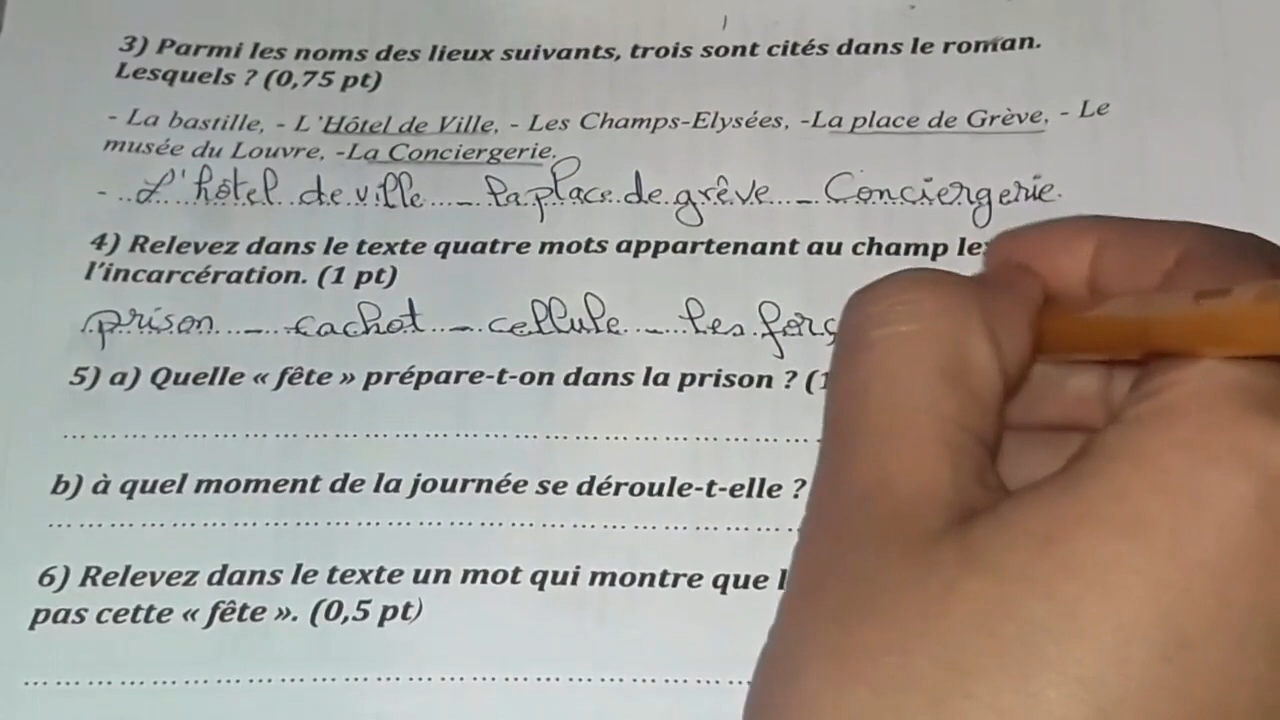 3) Parmi les noms des lieux suivants, trois sont cités dans le roman.
Lesquels ? (0,75 pt)
- La bastille, - L'Hôtel de Ville, - Les Champs-Elysées, -La place de Grève, - Le
musée du Louvre, -La Conciergerie.
- L'hôtel de ville _ la place de grêve _ Conciergerie.
4) Relevez dans le texte quatre mots appartenant au champ
l'incarcération. (1 pt)
prison _ cachot _ cellule _ les
5) a) Quelle « fête » prépare-t-on dans la prison ? (
b) à quel moment de la journée se déroule-t-elle ?
6) Relevez dans le texte un mot qui montre que
pas cette « fête ». (0,5 pt)